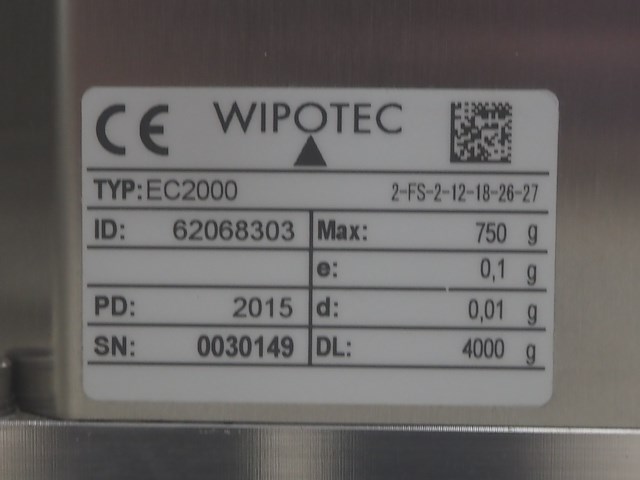 CE WIPOTEC
TYP:EC2000 2-FS-2-12-18-26-27
ID: 62068303 Max: 750 g
e: 0,1 g
PD: 2015 d: 0,01 g
SN: 0030149 DL: 4000 g